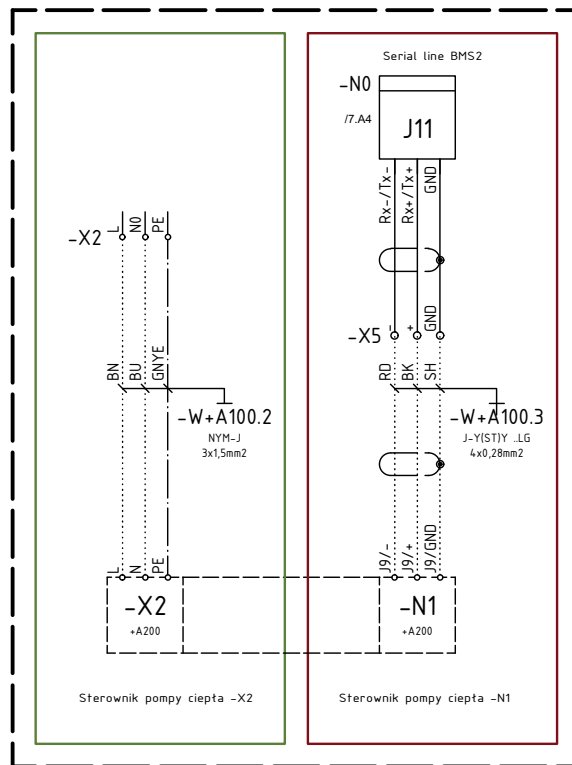 Serial line BMS2
-N0
/7.A4
J11
Rx-/Tx-
Rx+/Tx+
GND
L
N0
PE
-X2
-X5
-
+
GND
BN
BU
GNYE
RD
BK
SH
-W+A100.2
NYM-J
3x1,5mm2
-W+A100.3
J-Y(ST)Y ..LG
4x0,28mm2
L
N
PE
J9/-
J9/+
J9/GND
-X2
+A200
-N1
+A200
Sterownik pompy ciepła -X2
Sterownik pompy ciepła -N1